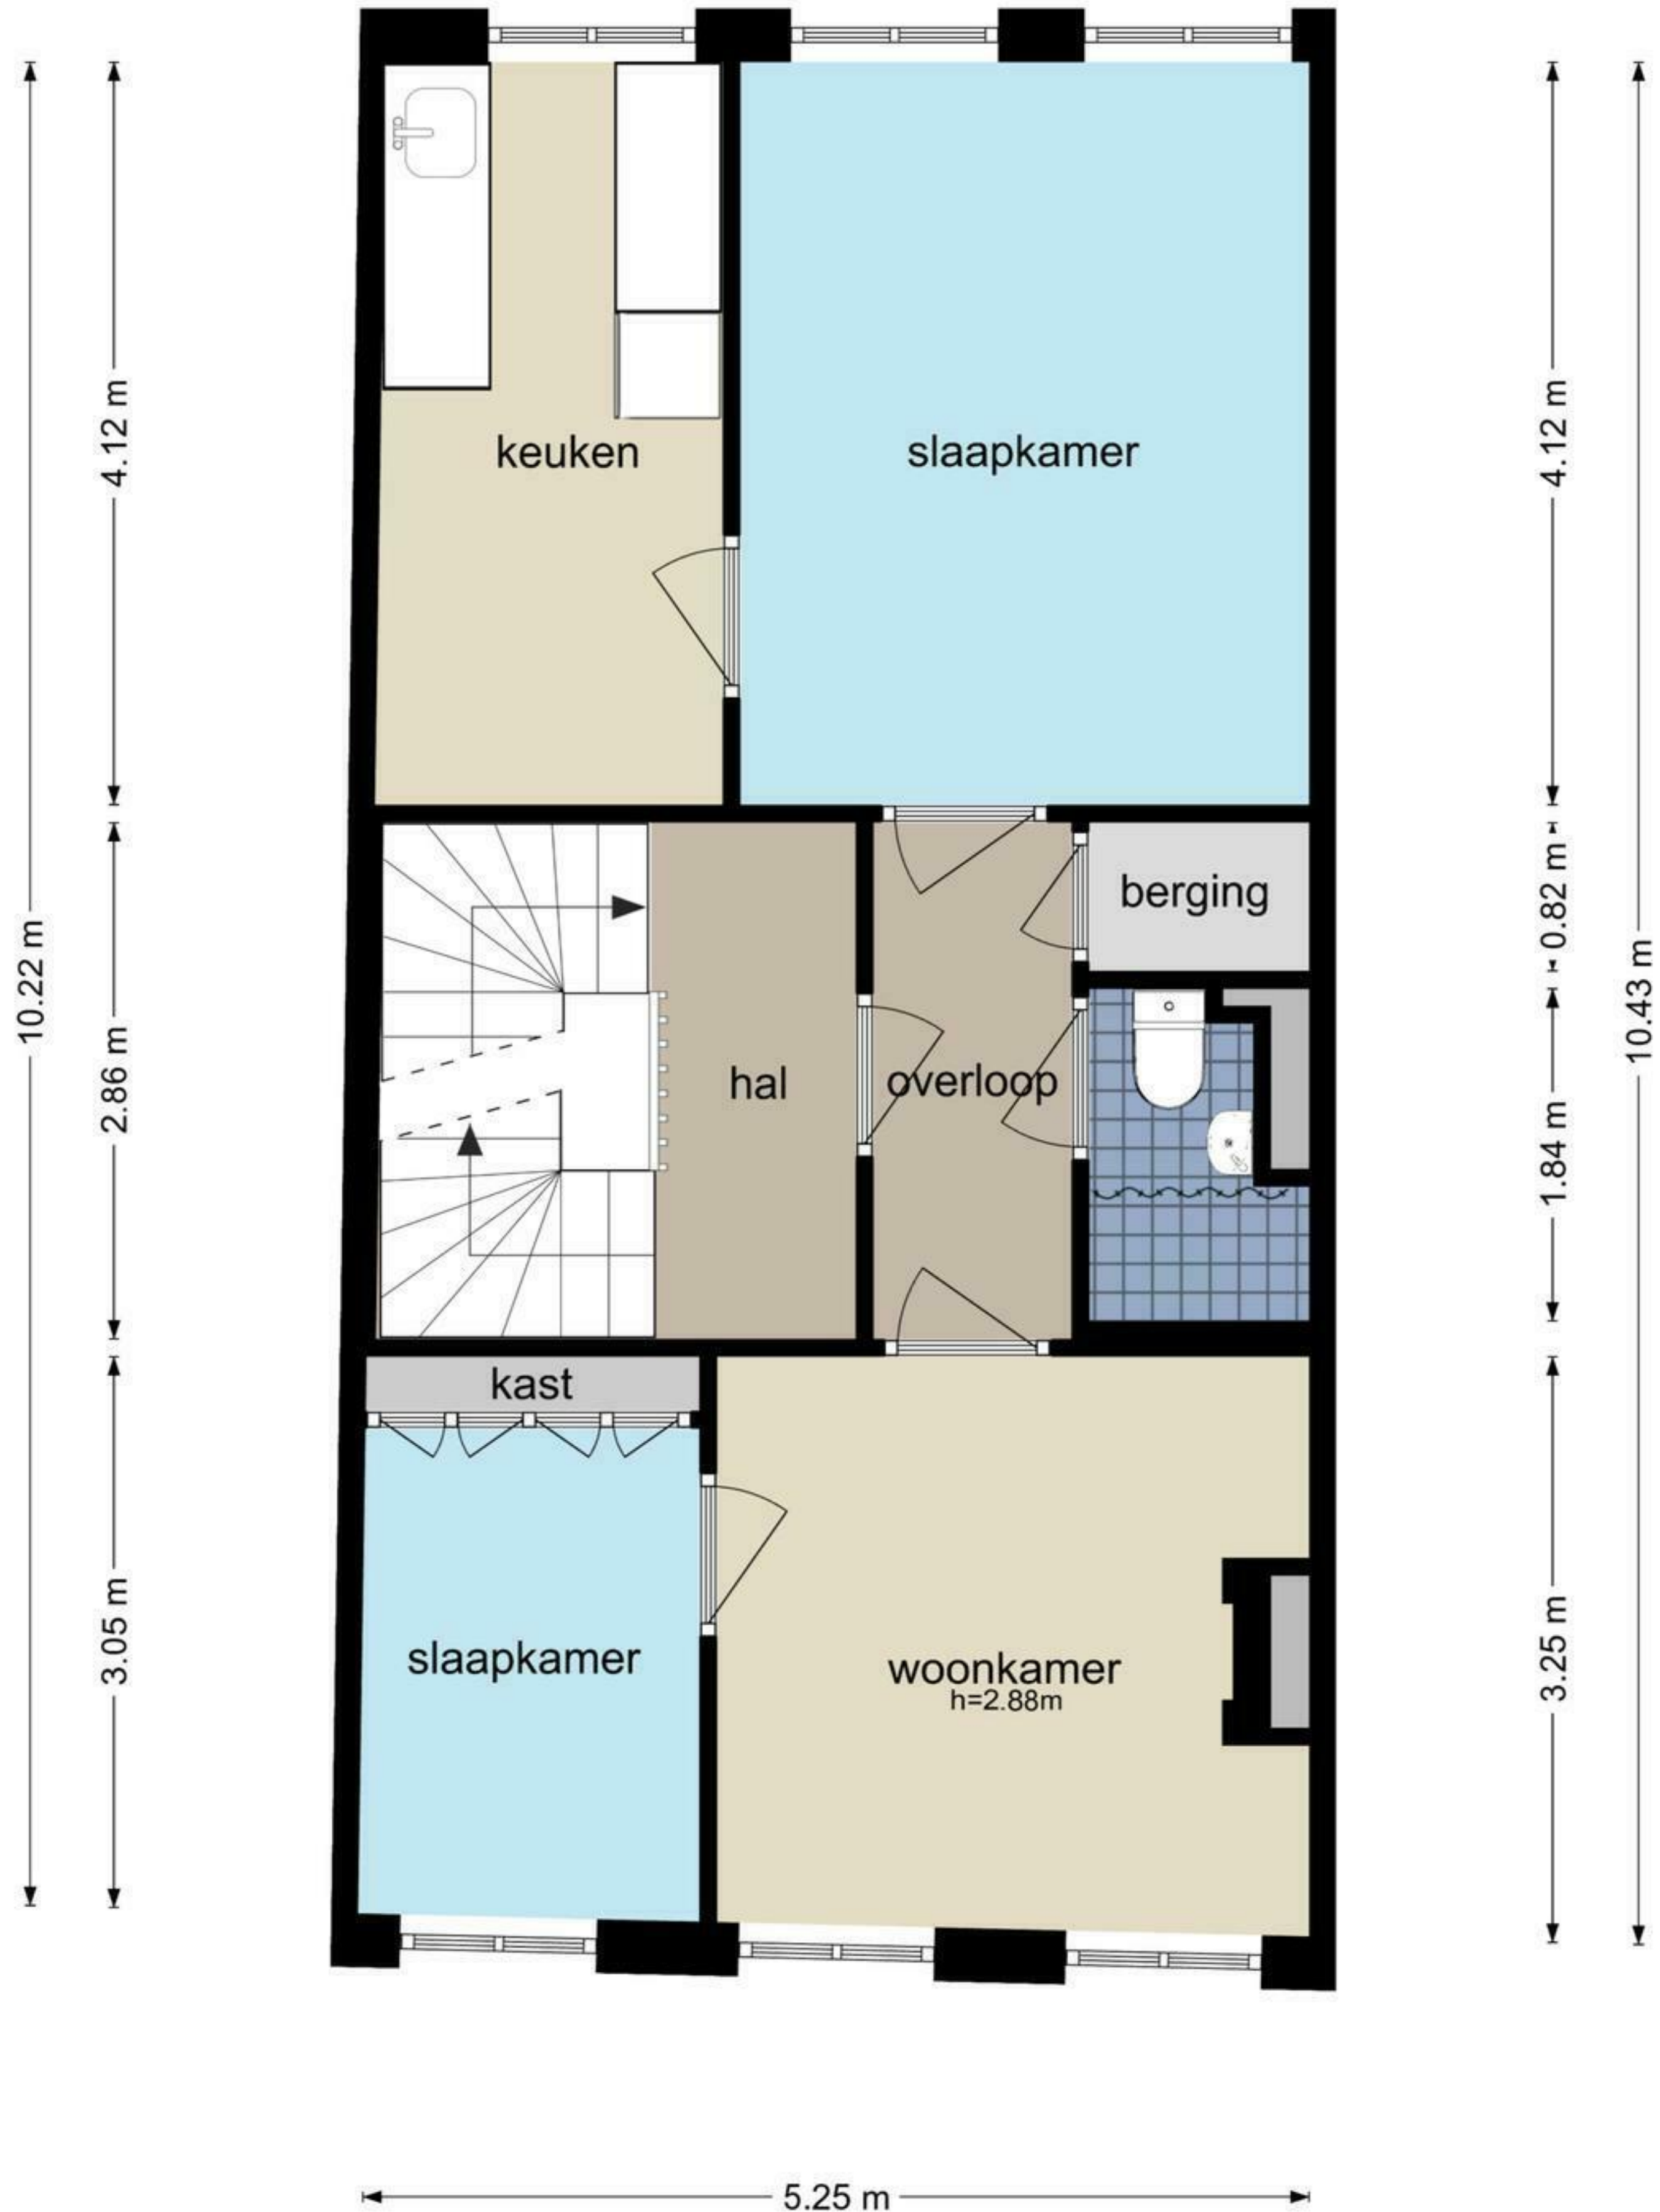 keuken
slaapkamer
4.12 m
4.12 m
berging
0.82 m
10.22 m
10.43 m
2.86 m
hal
overloop
1.84 m
kast
3.05 m
slaapkamer
woonkamer
h=2.88m
3.25 m
5.25 m